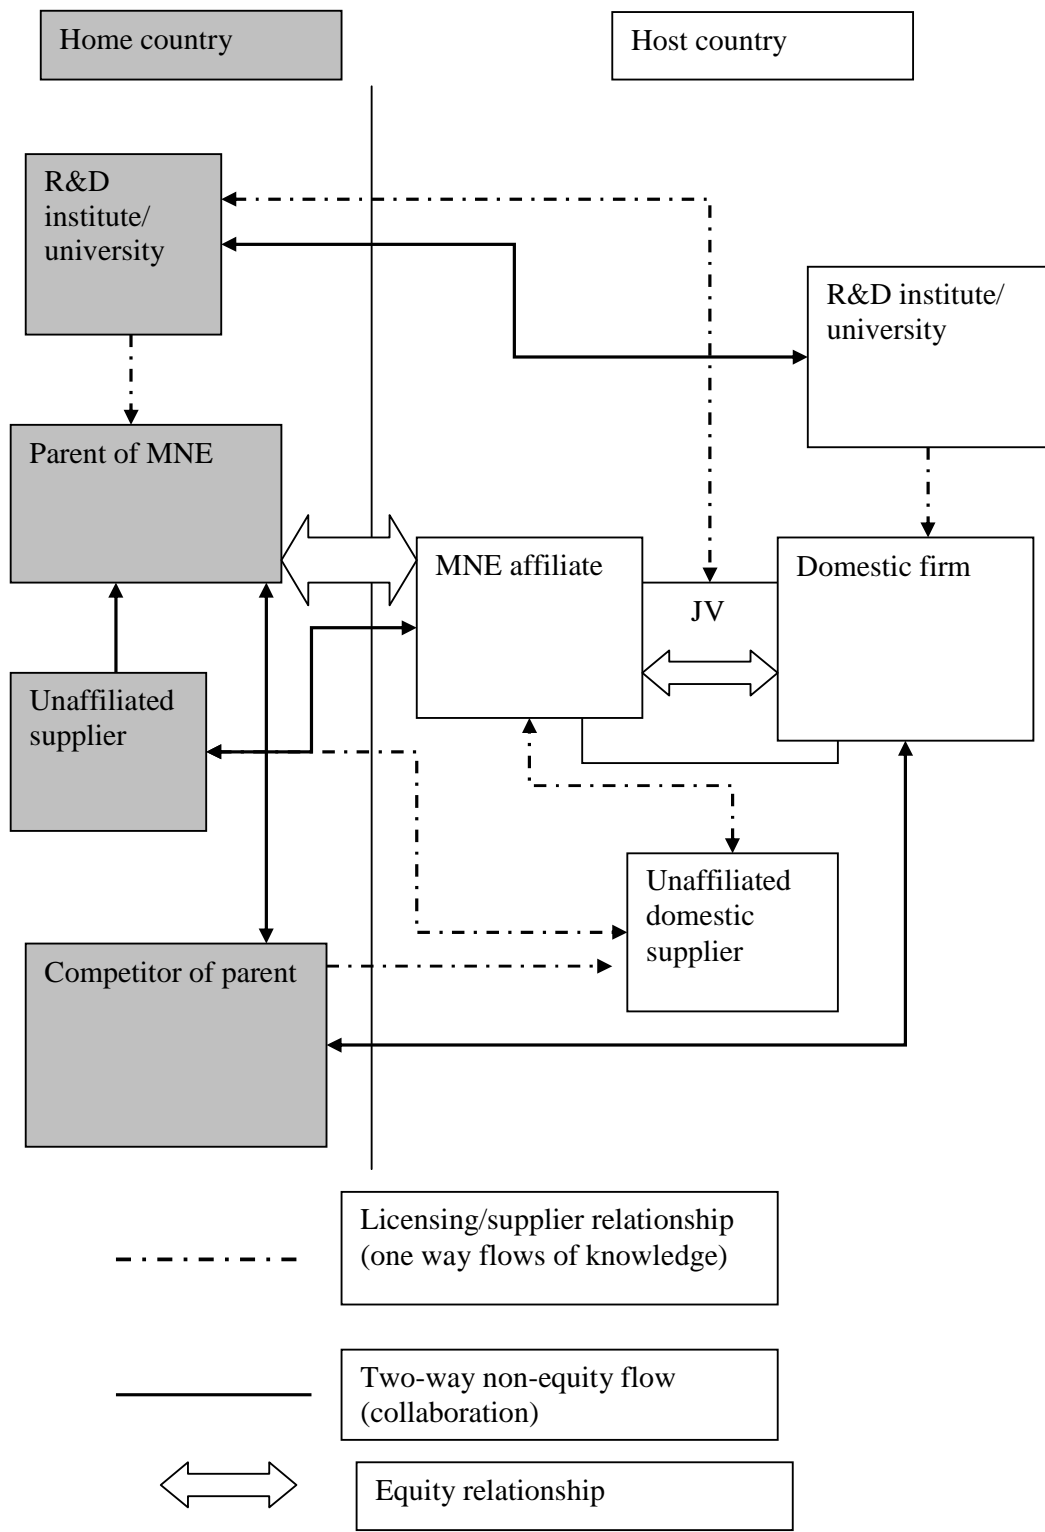 Home country
Host country
R&D
institute/
university
R&D institute/
university
Parent of MNE
MNE affiliate
JV
Domestic firm
Unaffiliated
supplier
Unaffiliated
domestic
supplier
Competitor of parent
Licensing/supplier relationship
(one way flows of knowledge)
Two-way non-equity flow
(collaboration)
Equity relationship